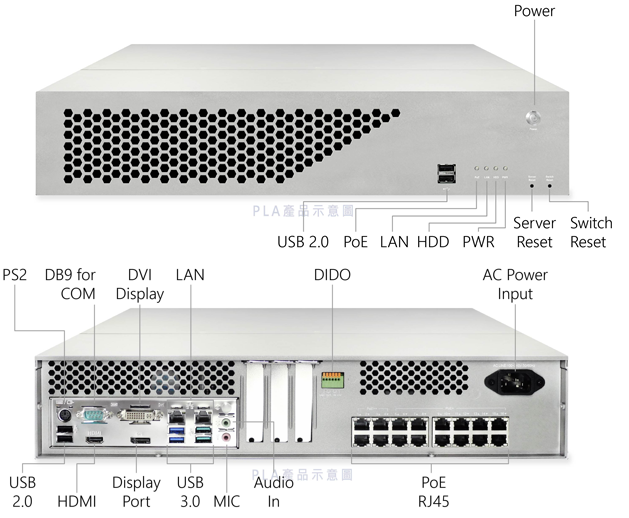 Power
PLA產品示意圖
USB 2.0 PoE LAN HDD PWR Server Reset Switch Reset
PS2 DB9 for COM DVI Display LAN DIDO AC Power Input
PLA產品示意圖
USB 2.0 HDMI Display Port USB 3.0 MIC Audio In PoE RJ45